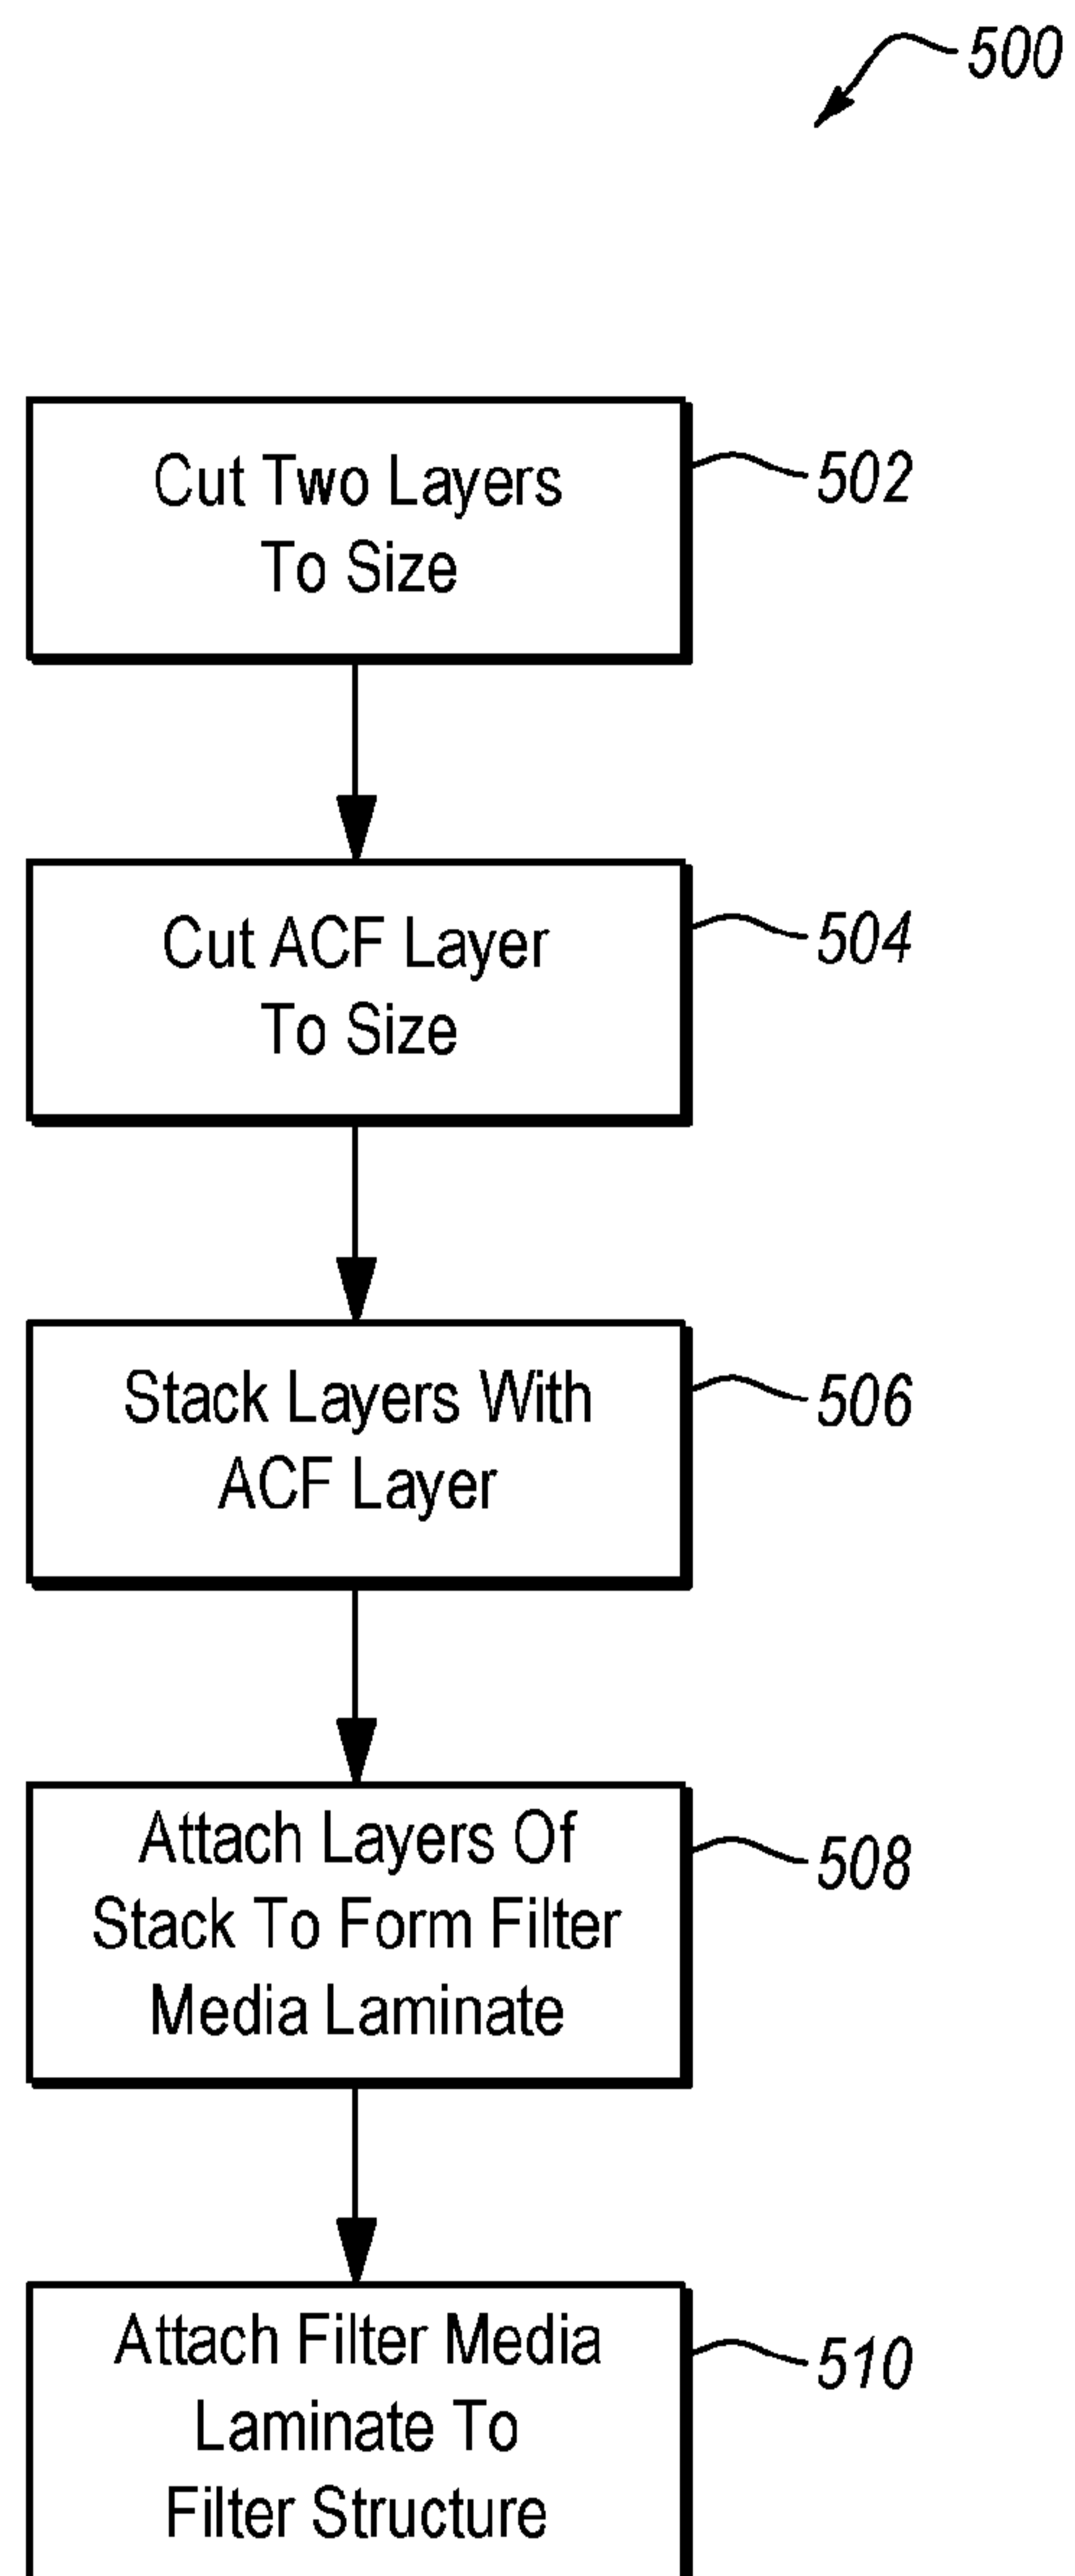 500
Cut Two Layers
To Size
502
Cut ACF Layer
To Size
504
Stack Layers With
ACF Layer
506
Attach Layers Of
Stack To Form Filter
Media Laminate
508
Attach Filter Media
Laminate To
Filter Structure
510